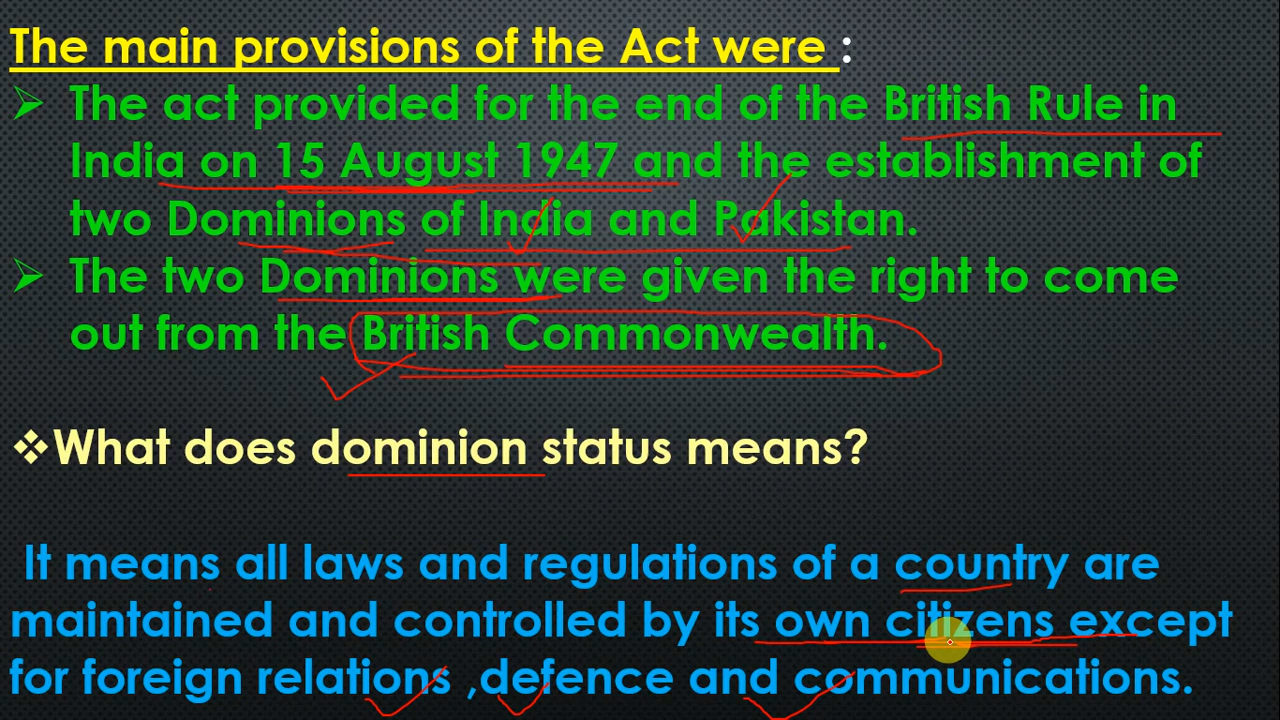 The main provisions of the Act were :
➢ The act provided for the end of the British Rule in
India on 15 August 1947 and the establishment of
two Dominions of India and Pakistan.
➢ The two Dominions were given the right to come
out from the British Commonwealth.
❖What does dominion status means?
It means all laws and regulations of a country are
maintained and controlled by its own citizens except
for foreign relations ,defence and communications.